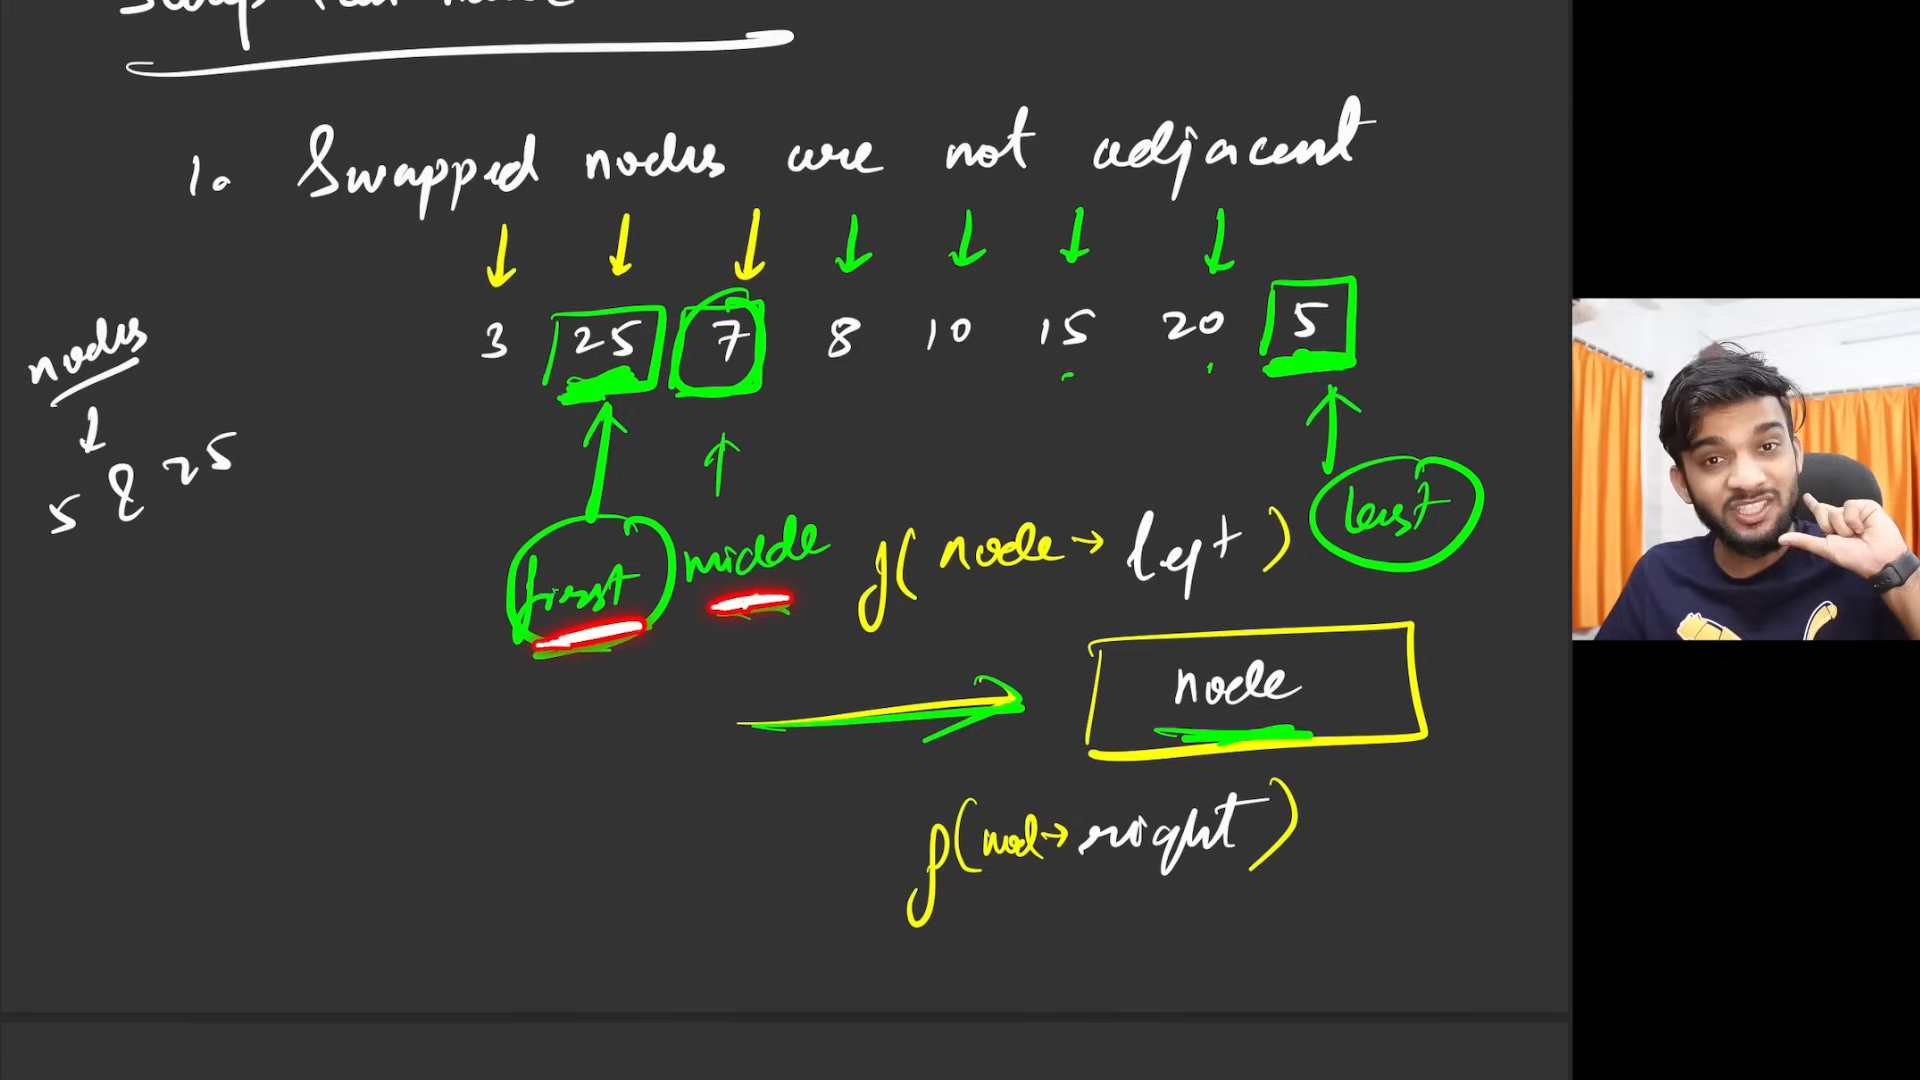 1. Swapped nodes are not adjacent
3 25 7 8 10 15 20 5
nodes
5 & 25
first middle last
f( node → left )
node
f( nod → right )